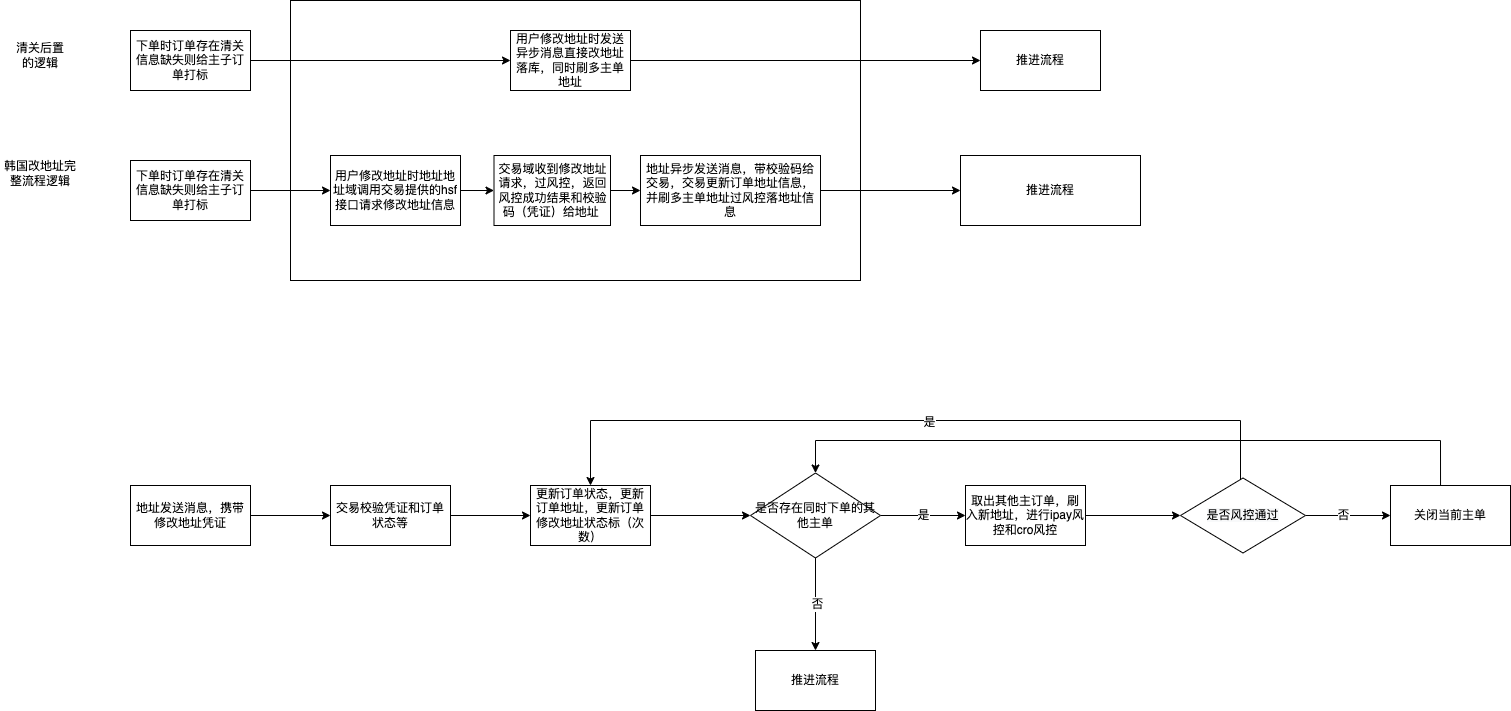 清关后置
的逻辑
下单时订单存在清关
信息缺失则给主子订
单打标
用户修改地址时发送
异步消息直接改地址
落库，同时刷多主单
地址
推进流程
韩国改地址完
整流程逻辑
下单时订单存在清关
信息缺失则给主子订
单打标
用户修改地址时地址地
址域调用交易提供的hsf
接口请求修改地址信息
交易域收到修改地址
请求，过风控，返回
风控成功结果和校验
码（凭证）给地址
地址异步发送消息，带校验码给
交易，交易更新订单地址信息，
并刷多主单地址过风控落地址信
息
推进流程
是
地址发送消息，携带
修改地址凭证
交易校验凭证和订单
状态等
更新订单状态，更新
订单地址，更新订单
修改地址状态标（次
数）
是否存在同时下单的其
他主单
是
取出其他主订单，刷
入新地址，进行ipay风
控和cro风控
是否风控通过
否
关闭当前主单
否
推进流程